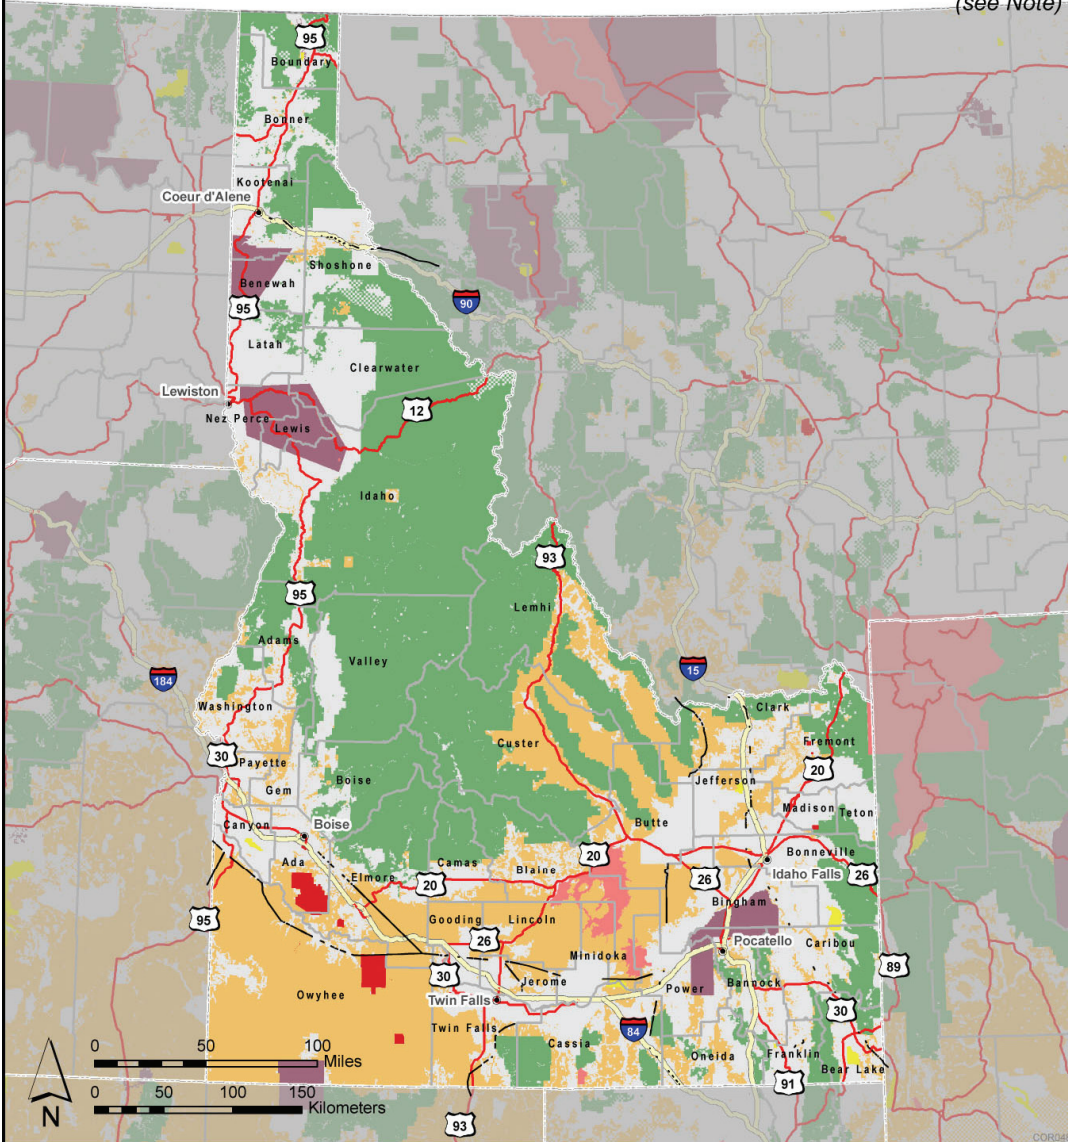 (see Note)
95
Boundary
Bonner
Kootenai
Coeur d'Alene
Shoshone
Benewah
90
95
Latah
Clearwater
Lewiston
12
Nez Perce
Lewis
Idaho
93
95
Lemhi
Adams
Valley
15
184
Washington
Clark
Custer
Fremont
30
Payette
20
Jefferson
Gem
Boise
Madison
Teton
Canyon
Boise
Butte
Ada
Camas
20
Bonneville
Blaine
Idaho Falls
Elmore
20
26
26
Bingham
95
Gooding
Lincoln
26
Pocatello
Caribou
Minidoka
89
30
Jerome
Power
Bannock
Owyhee
Twin Falls
30
Twin Falls
84
Cassia
0 50 100
Miles
Oneida
Franklin
Bear Lake
91
0 50 100 150
Kilometers
N
93